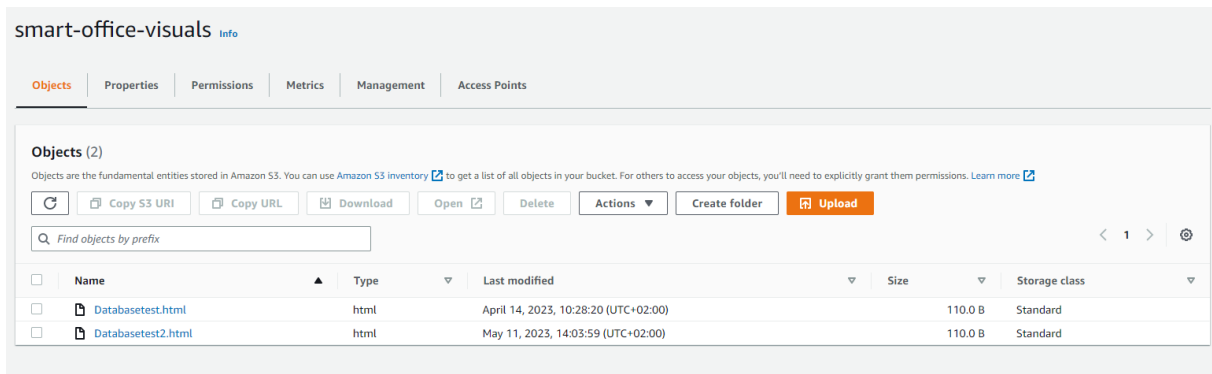 smart-office-visuals Info
Objects Properties Permissions Metrics Management Access Points
Objects (2)
Objects are the fundamental entities stored in Amazon S3. You can use Amazon S3 inventory to get a list of all objects in your bucket. For others to access your objects, you'll need to explicitly grant them permissions. Learn more
Copy S3 URI Copy URL Download Open Delete Actions Create folder Upload
Find objects by prefix 1
Name Type Last modified Size Storage class
Databasetest.html html April 14, 2023, 10:28:20 (UTC+02:00) 110.0 B Standard
Databasetest2.html html May 11, 2023, 14:03:59 (UTC+02:00) 110.0 B Standard